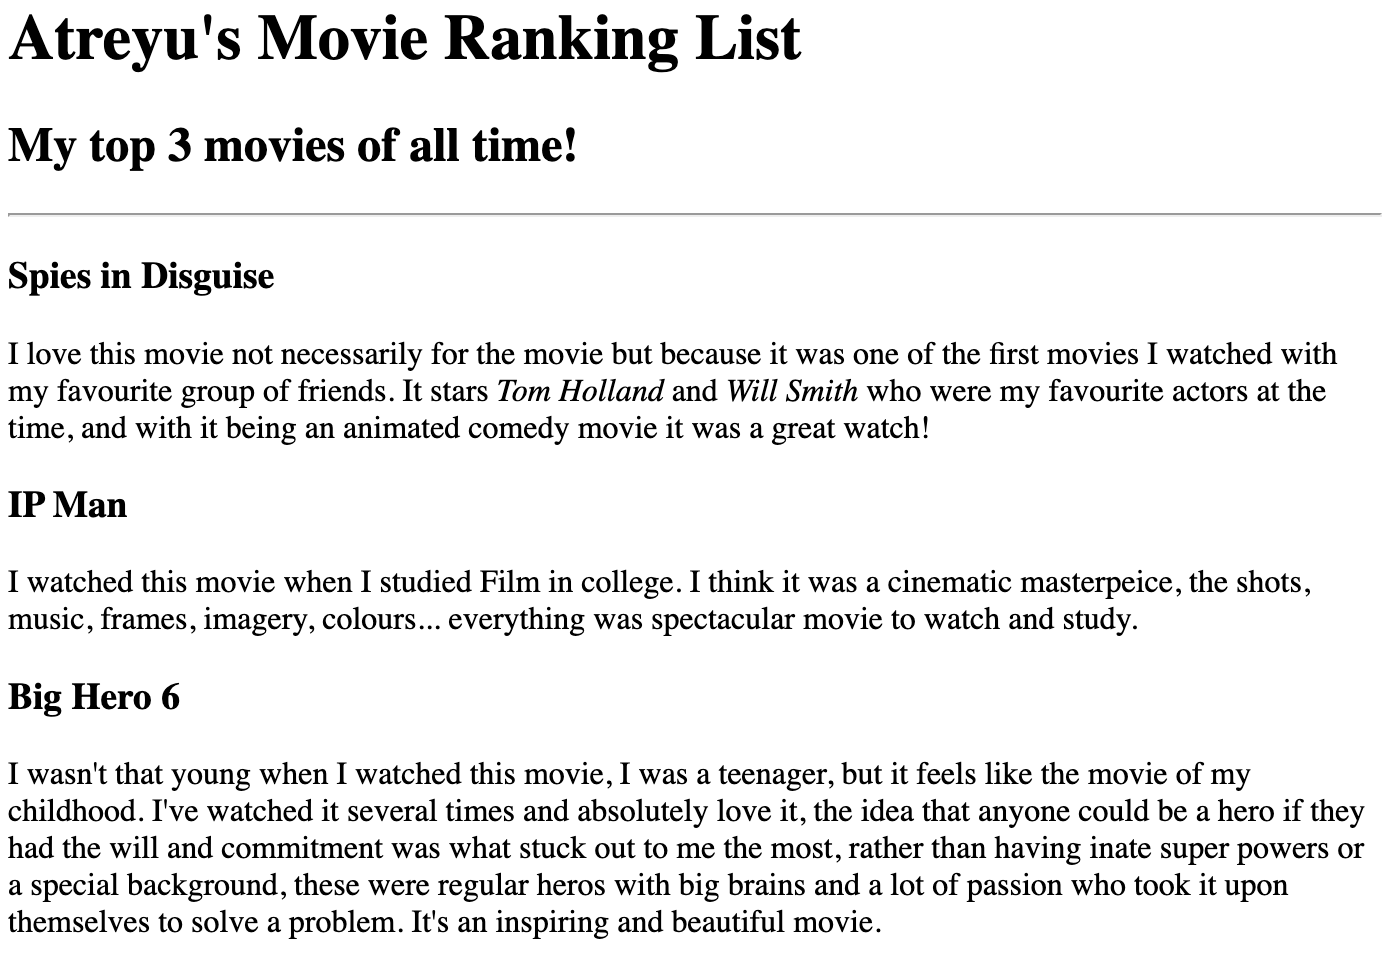 Atreyu's Movie Ranking List
My top 3 movies of all time!
Spies in Disguise
I love this movie not necessarily for the movie but because it was one of the first movies I watched with
my favourite group of friends. It stars Tom Holland and Will Smith who were my favourite actors at the
time, and with it being an animated comedy movie it was a great watch!
IP Man
I watched this movie when I studied Film in college. I think it was a cinematic masterpeice, the shots,
music, frames, imagery, colours... everything was spectacular movie to watch and study.
Big Hero 6
I wasn't that young when I watched this movie, I was a teenager, but it feels like the movie of my
childhood. I've watched it several times and absolutely love it, the idea that anyone could be a hero if they
had the will and commitment was what stuck out to me the most, rather than having inate super powers or
a special background, these were regular heros with big brains and a lot of passion who took it upon
themselves to solve a problem. It's an inspiring and beautiful movie.